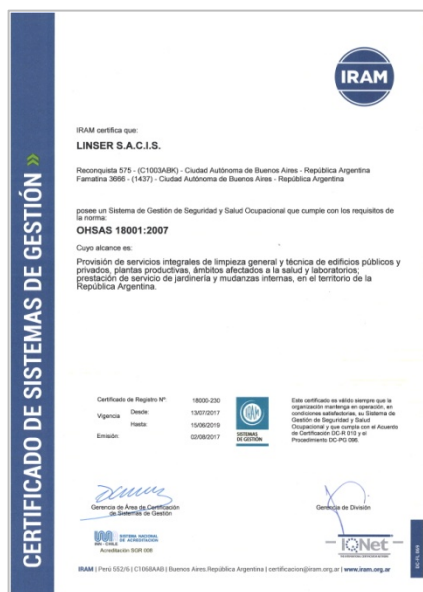 IRAM
IRAM certifica que:
LINSER S.A.C.I.S.
Reconquista 575 - (C1003ABK) - Ciudad Autónoma de Buenos Aires - República Argentina
Famatina 3666 - (1437) - Ciudad Autónoma de Buenos Aires - República Argentina
posee un Sistema de Gestión de Seguridad y Salud Ocupacional que cumple con los requisitos de
la norma:
OHSAS 18001:2007
Cuyo alcance es:
Provisión de servicios integrales de limpieza general y técnica de edificios públicos y
privados, plantas productivas, ámbitos afectados a la salud y laboratorios;
prestación de servicio de jardinería y mudanzas internas, en el territorio de la
República Argentina.
CERTIFICADO DE SISTEMAS DE GESTIÓN »
Certificado de Registro Nº: 18000-230
Vigencia Desde: 13/07/2017
Hasta: 15/06/2019
Emisión: 02/08/2017
IRAM
SISTEMAS
DE GESTIÓN
Este certificado es válido siempre que la
organización mantenga en operación, en
condiciones satisfactorias, su Sistema de
Gestión de Seguridad y Salud
Ocupacional y que cumpla con el Acuerdo
de Certificación DC-R 010 y el
Procedimiento DC-PG 096.
Gerencia de Área de Certificación
de Sistemas de Gestión
Gerencia de División
INN - CHILE
SISTEMA NACIONAL
DE ACREDITACION
Acreditación SGR 008
IQNet
IRAM | Perú 552/6 | C1068AAB | Buenos Aires República Argentina | certificacion@iram.org.ar | www.iram.org.ar